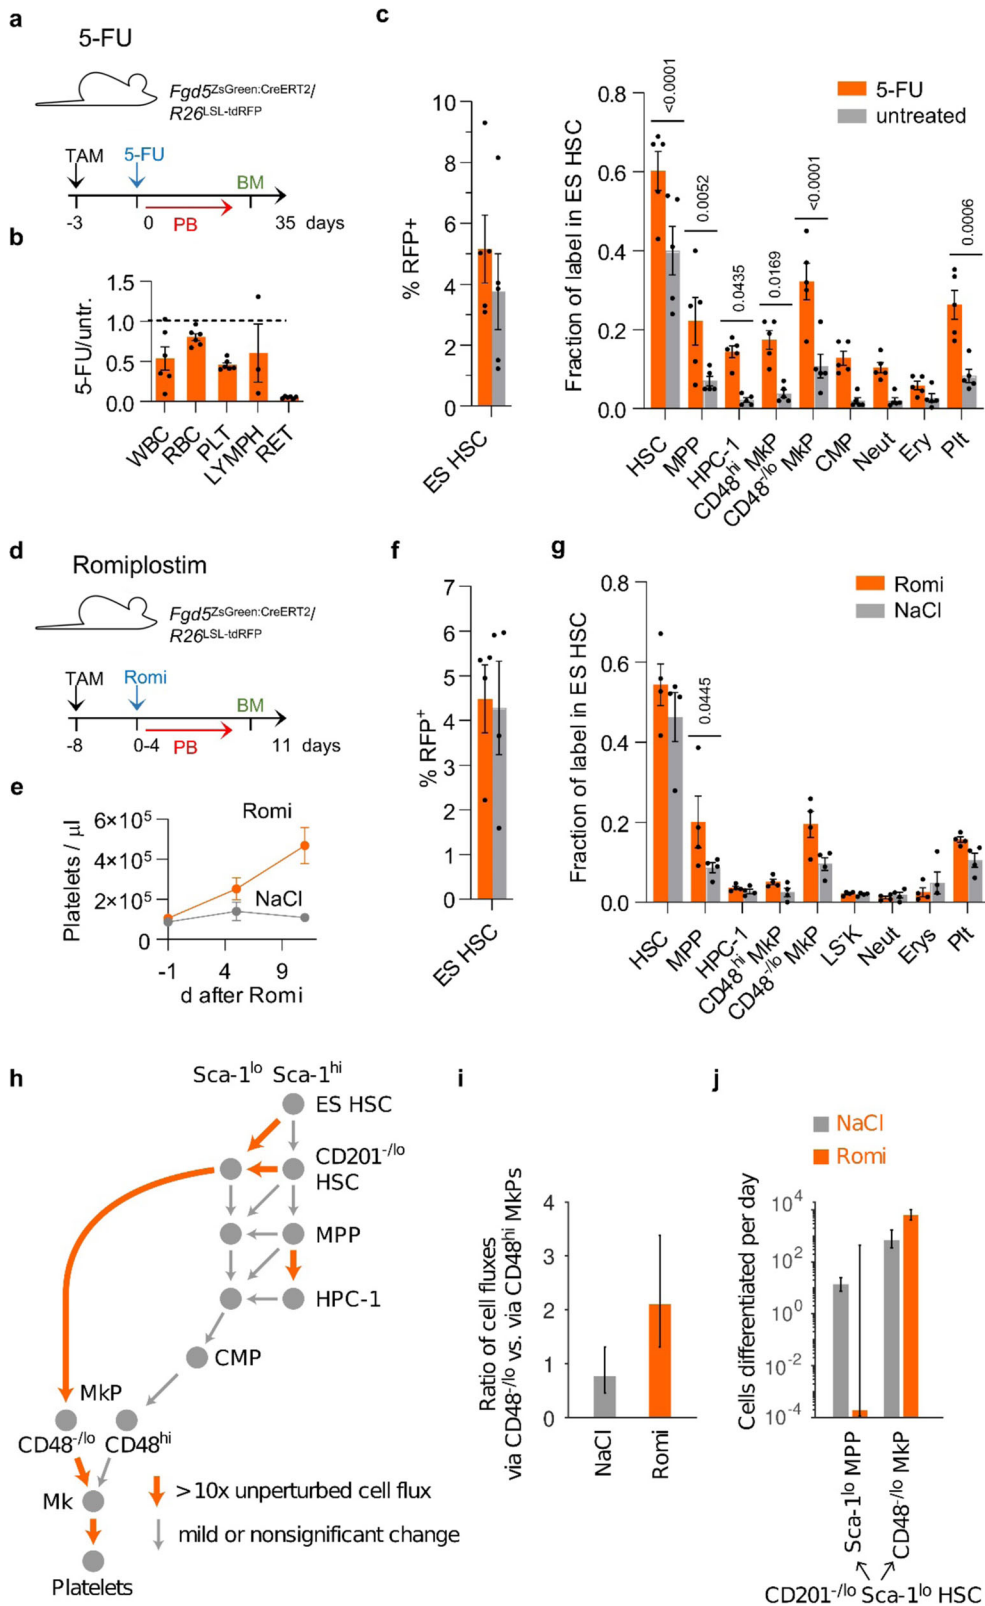 a
5-FU
Fgd5ZsGreen:CreERT2/
R26LSL-tdRFP
TAM
5-FU
BM
-3
0
PB
35
days
b
5-FU/untr.
1.5
1.0
0.5
0.0
WBC
RBC
PLT
LYMPH
RET
c
% RFP+
10
8
6
4
2
0
ES HSC
Fraction of label in ES HSC
0.8
0.6
0.4
0.2
0.0
<0.0001
0.0052
0.0435
0.0169
<0.0001
0.0006
5-FU
untreated
HSC
MPP
HPC-1
CD48hi MkP
CD48-/lo MkP
CMP
Neut
Ery
Plt
d
Romiplostim
Fgd5ZsGreen:CreERT2/
R26LSL-tdRFP
TAM
Romi
BM
-8
0-4
PB
11
days
e
Platelets / µl
6×10⁵
4×10⁵
2×10⁵
0
Romi
NaCl
-1
4
9
d after Romi
f
% RFP⁺
7
6
5
4
3
2
1
0
ES HSC
g
Fraction of label in ES HSC
0.8
0.6
0.4
0.2
0.0
0.0445
Romi
NaCl
HSC
MPP
HPC-1
CD48hi MkP
CD48-/lo MkP
LS-K
Neut
Erys
Plt
h
Sca-1lo Sca-1hi
ES HSC
CD201-/lo
HSC
MPP
HPC-1
CMP
MkP
CD48-/lo
CD48hi
Mk
Platelets
>10x unperturbed cell flux
mild or nonsignificant change
i
Ratio of cell fluxes
via CD48-/lo vs. via CD48hi MkPs
4
3
2
1
0
NaCl
Romi
j
NaCl
Romi
Cells differentiated per day
10⁴
10²
10⁰
10⁻²
10⁻⁴
Sca-1lo MPP
CD48-/lo MkP
CD201-/lo Sca-1lo HSC